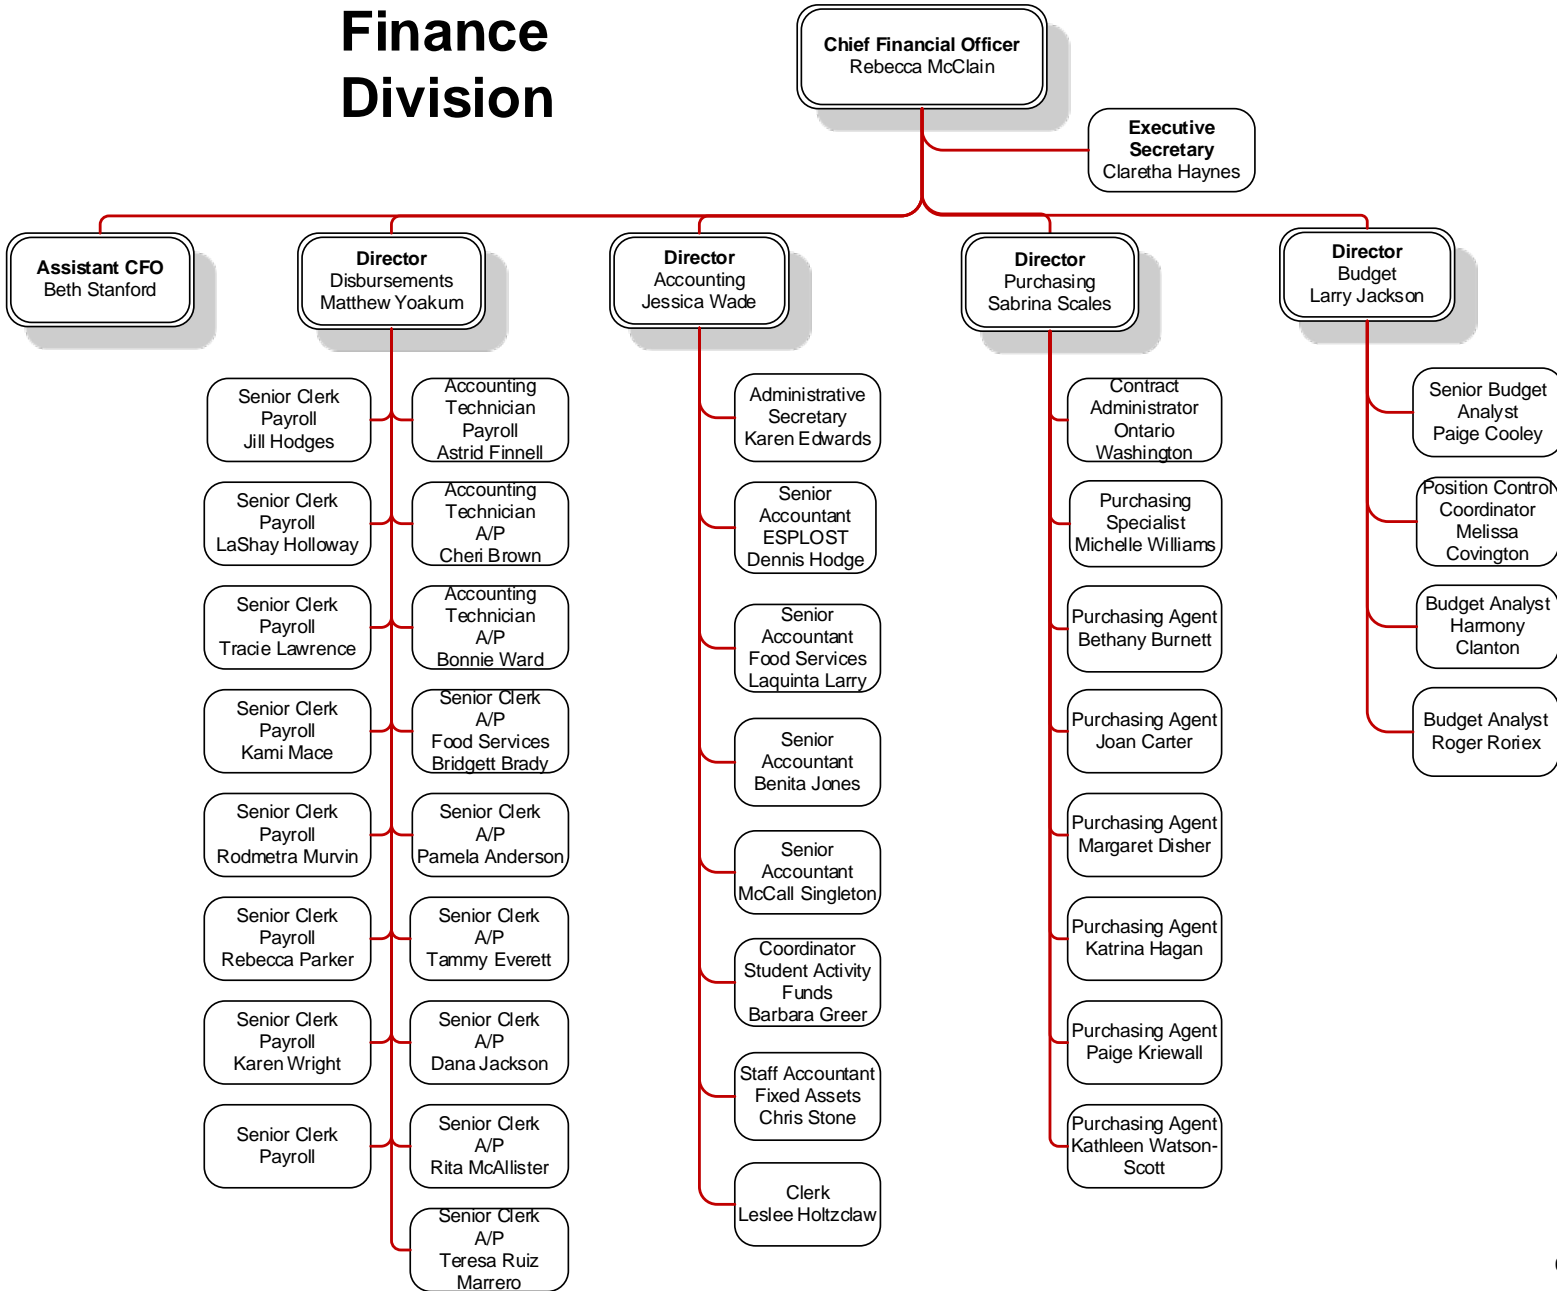 Finance
Division
Chief Financial Officer
Rebecca McClain
Executive
Secretary
Claretha Haynes
Assistant CFO
Beth Stanford
Director
Disbursements
Matthew Yoakum
Director
Accounting
Jessica Wade
Director
Purchasing
Sabrina Scales
Director
Budget
Larry Jackson
Senior Clerk
Payroll
Jill Hodges
Senior Clerk
Payroll
LaShay Holloway
Senior Clerk
Payroll
Tracie Lawrence
Senior Clerk
Payroll
Kami Mace
Senior Clerk
Payroll
Rodmetra Murvin
Senior Clerk
Payroll
Rebecca Parker
Senior Clerk
Payroll
Karen Wright
Senior Clerk
Payroll
Accounting
Technician
Payroll
Astrid Finnell
Accounting
Technician
A/P
Cheri Brown
Accounting
Technician
A/P
Bonnie Ward
Senior Clerk
A/P
Food Services
Bridgett Brady
Senior Clerk
A/P
Pamela Anderson
Senior Clerk
A/P
Tammy Everett
Senior Clerk
A/P
Dana Jackson
Senior Clerk
A/P
Rita McAllister
Senior Clerk
A/P
Teresa Ruiz
Marrero
Administrative
Secretary
Karen Edwards
Senior
Accountant
ESPLOST
Dennis Hodge
Senior
Accountant
Food Services
Laquinta Larry
Senior
Accountant
Benita Jones
Senior
Accountant
McCall Singleton
Coordinator
Student Activity
Funds
Barbara Greer
Staff Accountant
Fixed Assets
Chris Stone
Clerk
Leslee Holtzclaw
Contract
Administrator
Ontario
Washington
Purchasing
Specialist
Michelle Williams
Purchasing Agent
Bethany Burnett
Purchasing Agent
Joan Carter
Purchasing Agent
Margaret Disher
Purchasing Agent
Katrina Hagan
Purchasing Agent
Paige Kriewall
Purchasing Agent
Kathleen Watson-
Scott
Senior Budget
Analyst
Paige Cooley
Position Control
Coordinator
Melissa
Covington
Budget Analyst
Harmony
Clanton
Budget Analyst
Roger Roriex